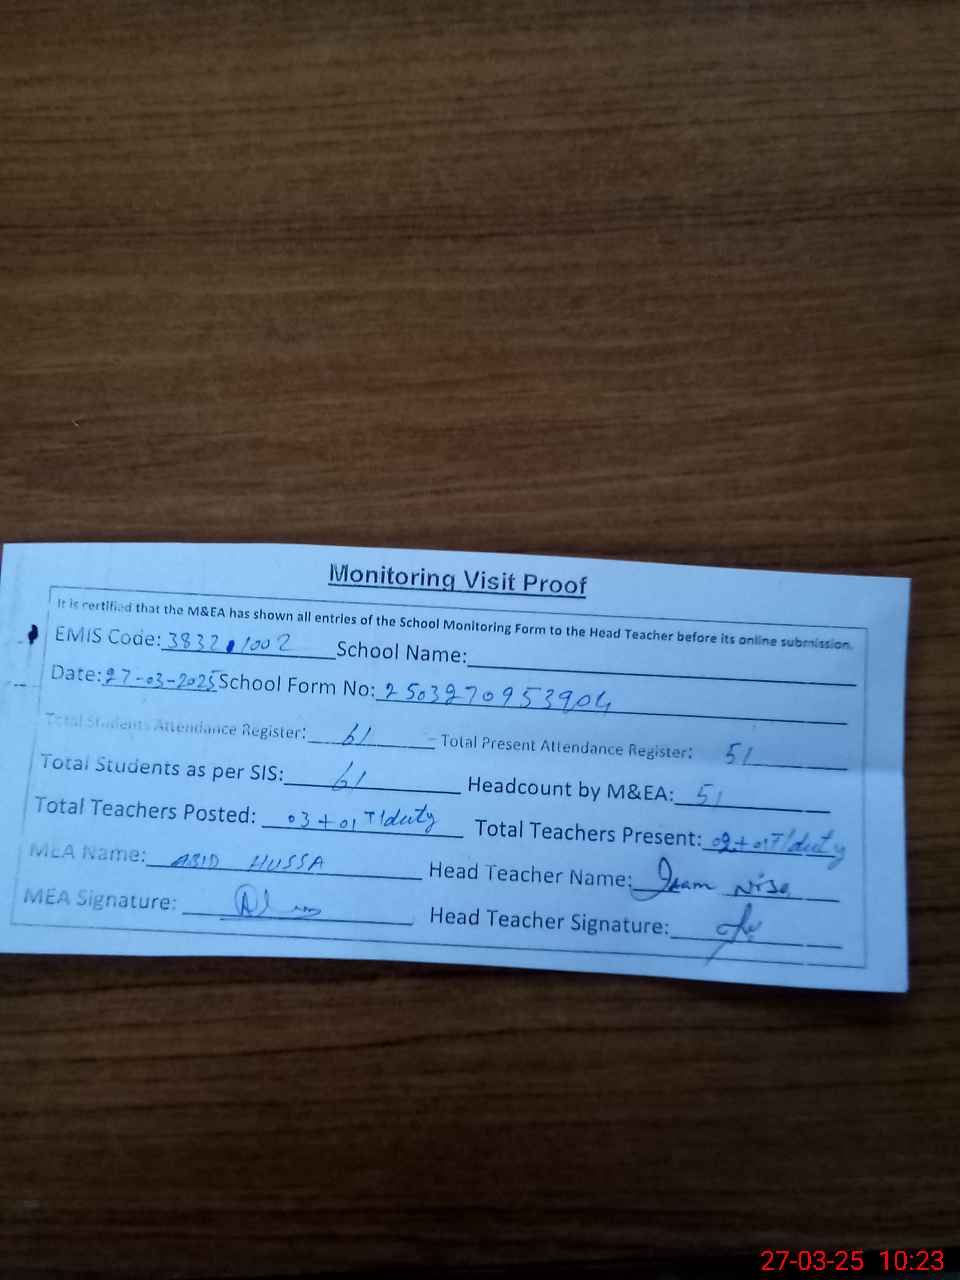 Monitoring Visit Proof
It is certified that the M&EA has shown all entries of the School Monitoring Form to the Head Teacher before its online submission.
EMIS Code: 38321002 School Name:
Date: 27-03-2025 School Form No: 2503270953904
Total Students Attendance Register: 61 Total Present Attendance Register: 51
Total Students as per SIS: 61 Headcount by M&EA: 51
Total Teachers Posted: 03 + 01 T/duty Total Teachers Present: 02 + 01 T/duty
MEA Name: ABID HUSSA Head Teacher Name:
MEA Signature: Head Teacher Signature:
27-03-25 10:23